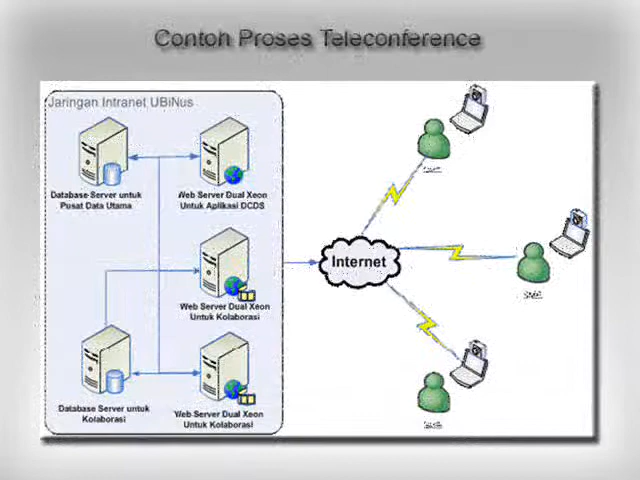 Contoh Proses Teleconference
Jaringan Intranet UBiNus
Database Server untuk
Pusat Data Utama
Web Server Dual Xeon
Untuk Aplikasi DCDS
Web Server Dual Xeon
Untuk Kolaborasi
Database Server untuk
Kolaborasi
Web Server Dual Xeon
Untuk Kolaborasi
Internet